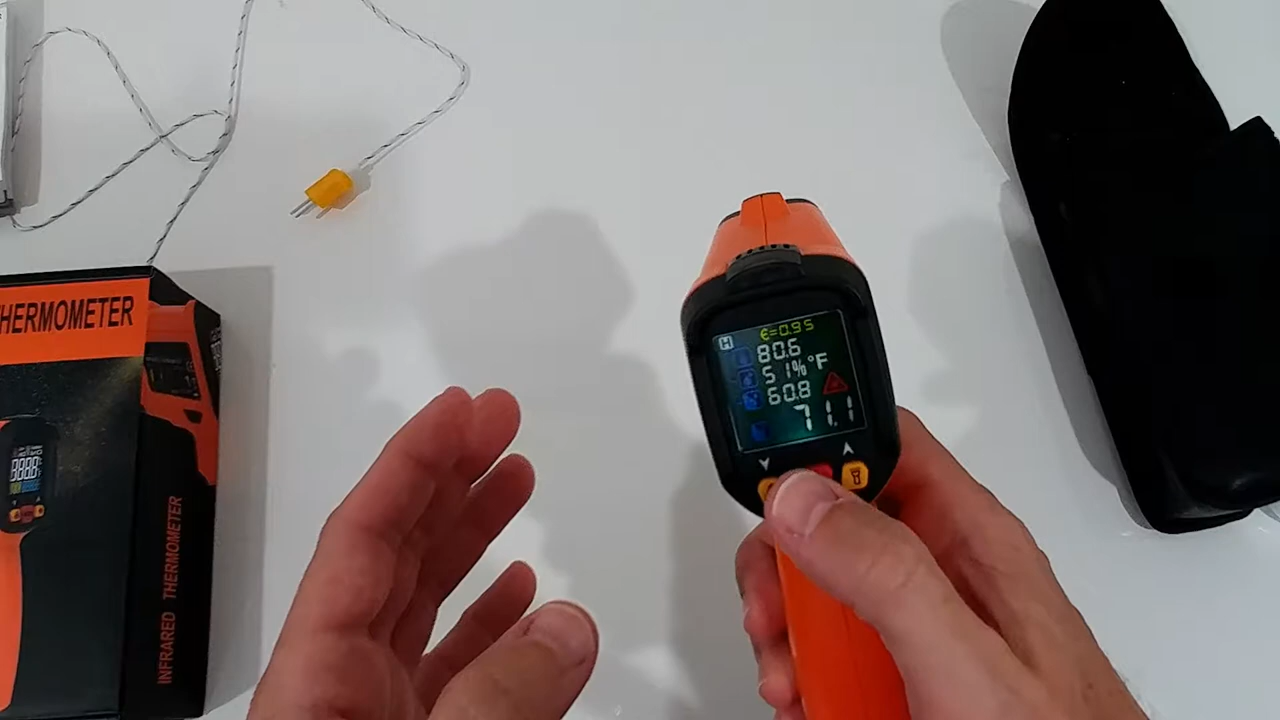 THERMOMETER
INFRARED THERMOMETER
H
€=0.95
80.6
51% °F
60.8
71.1